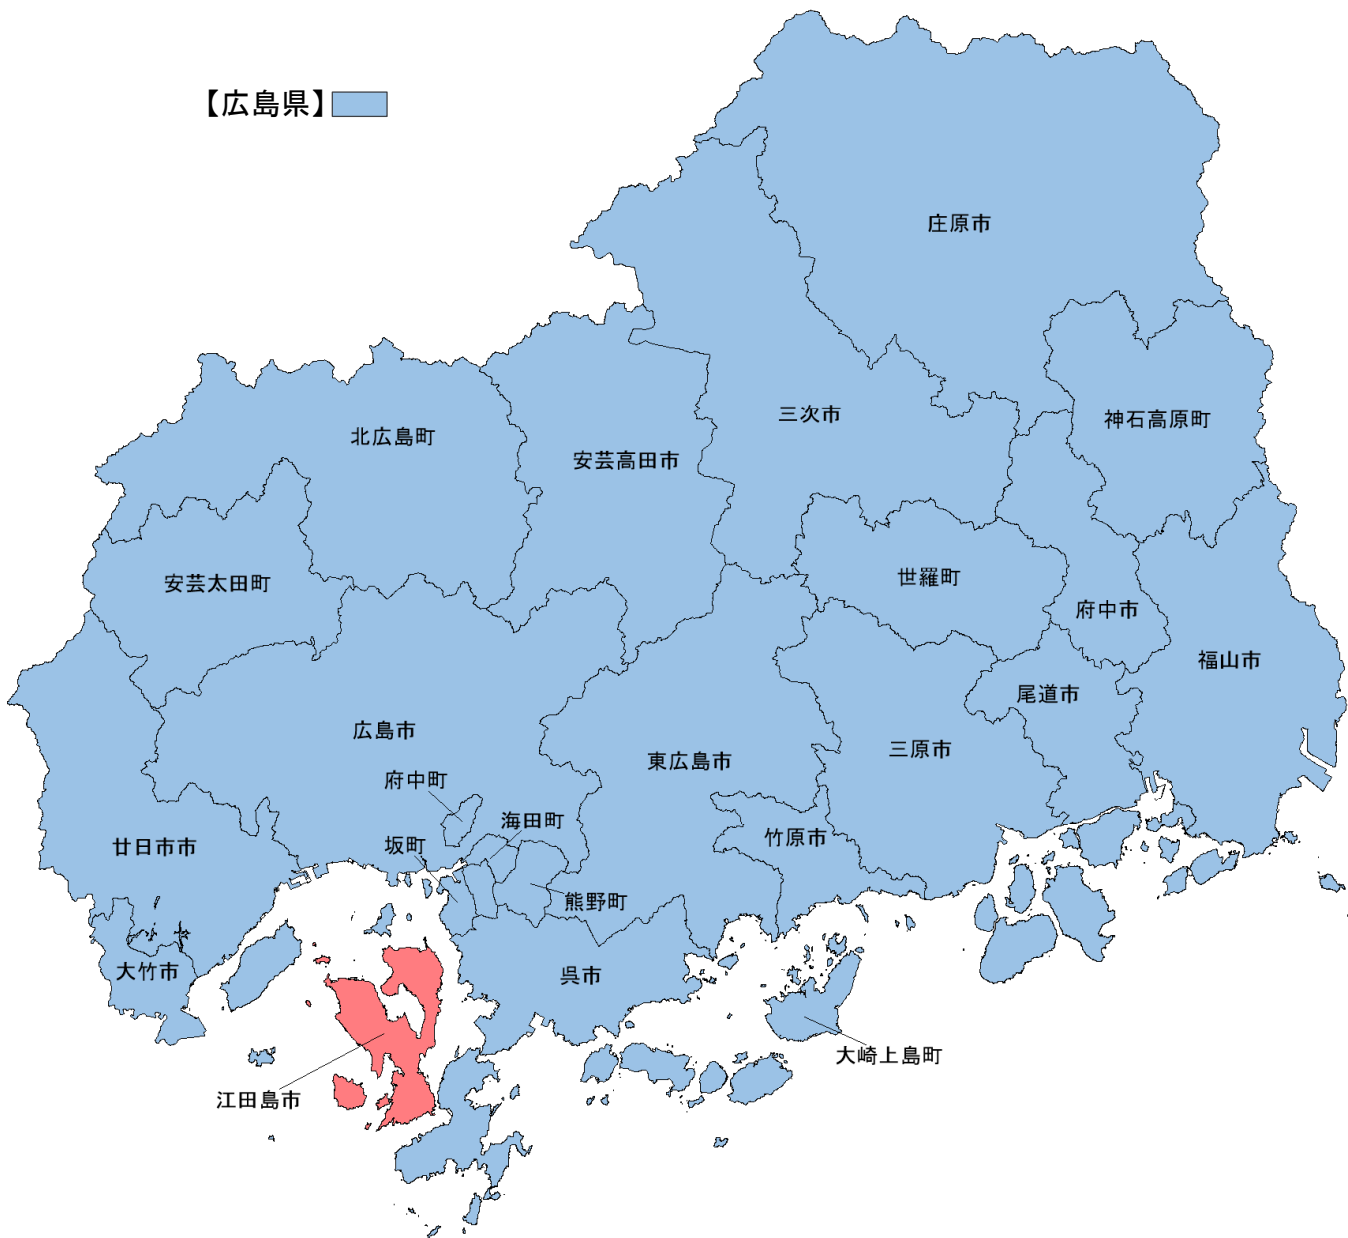 【広島県】
庄原市
三次市
神石高原町
北広島町
安芸高田市
世羅町
安芸太田町
府中市
福山市
尾道市
広島市
三原市
東広島市
府中町
海田町
竹原市
坂町
廿日市市
熊野町
大竹市
呉市
大崎上島町
江田島市